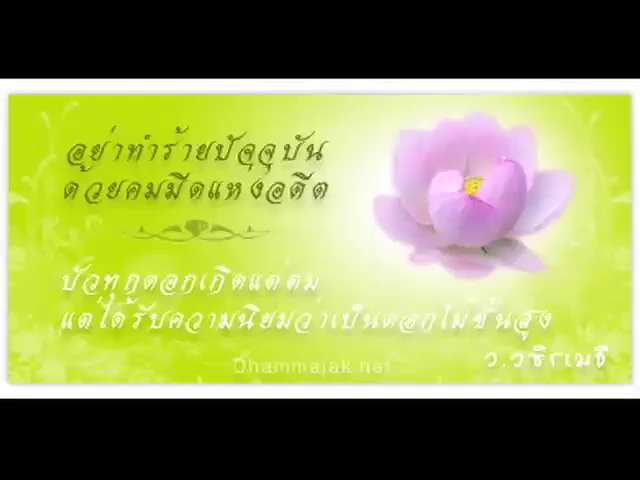 อย่าทำร้ายปัจจุบัน
ด้วยคมมีดแห่งอดีต
บัวทุกดอกเกิดแต่ตม
แต่ได้รับความนิยมว่าเป็นดอกไม้ชั้นสูง
ว.วชิรเมธี
Dhammajak.net